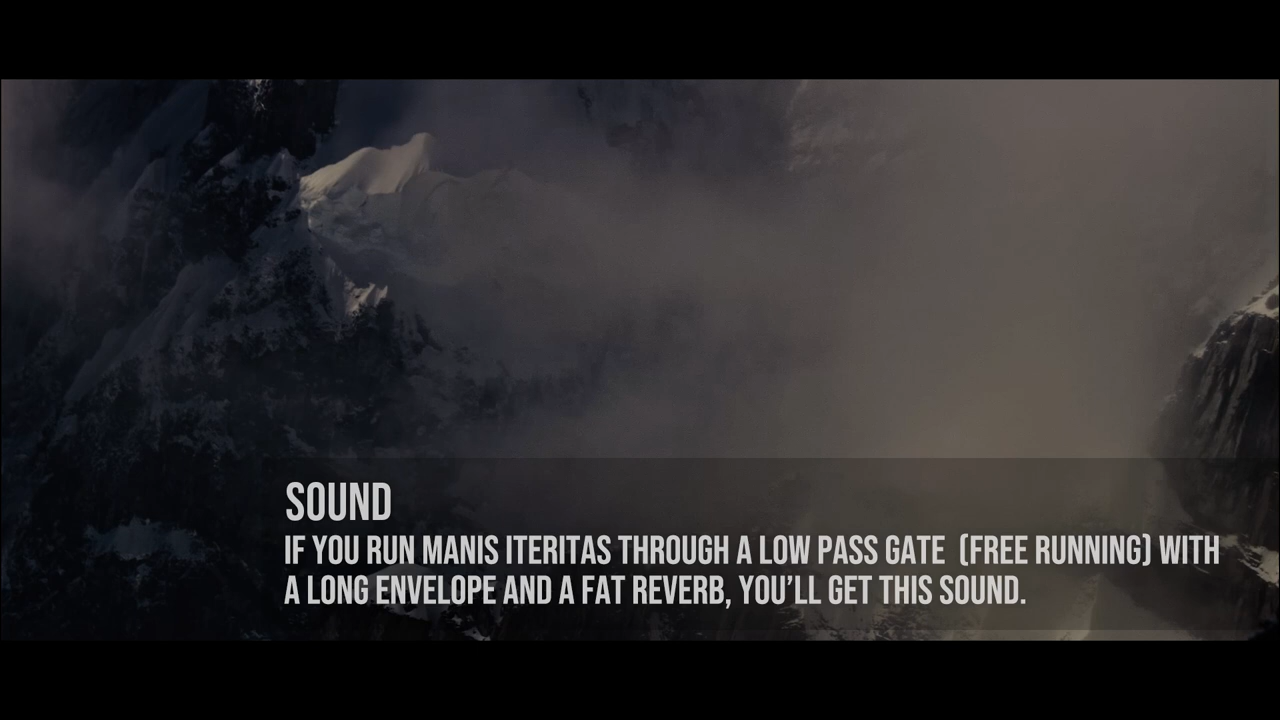 SOUND
IF YOU RUN MANIS ITERITAS THROUGH A LOW PASS GATE (FREE RUNNING) WITH
A LONG ENVELOPE AND A FAT REVERB, YOU’LL GET THIS SOUND.